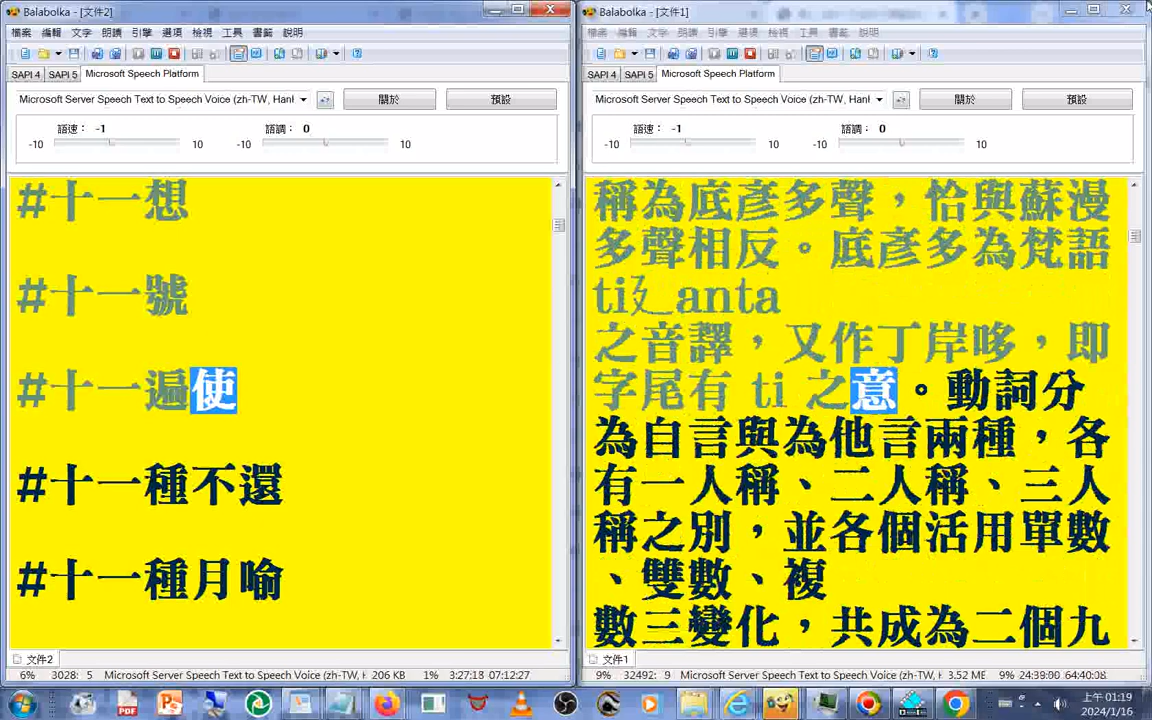 Balabolka - [文件2]
檔案 編輯 文字 朗讀 引擎 選項 檢視 工具 書籤 說明
SAPI 4 SAPI 5 Microsoft Speech Platform
Microsoft Server Speech Text to Speech Voice (zh-TW, Hanl
關於 預設
語速： -1 語調： 0
-10 10 -10 10
#十一想
#十一號
#十一遍使
#十一種不還
#十一種月喻
文件2
6% 3028: 5 Microsoft Server Speech Text to Speech Voice (zh-TW, H 206 KB 1% 3:27:18 07:12:27
Balabolka - [文件1]
檔案 編輯 文字 朗讀 引擎 選項 檢視 工具 書籤 說明
SAPI 4 SAPI 5 Microsoft Speech Platform
Microsoft Server Speech Text to Speech Voice (zh-TW, Hanl
關於 預設
語速： -1 語調： 0
-10 10 -10 10
稱為底彥多聲，恰與蘇漫
多聲相反。底彥多為梵語
ti廴_anta
之音譯，又作丁岸哆，即
字尾有 ti 之意。動詞分
為自言與為他言兩種，各
有一人稱、二人稱、三人
稱之別，並各個活用單數
、雙數、複
數三變化，共成為二個九
文件1
9% 32492: 9 Microsoft Server Speech Text to Speech Voice (zh-TW, H 3.52 MB 9% 24:39:00 64:40:08
上午 01:19
2024/1/16